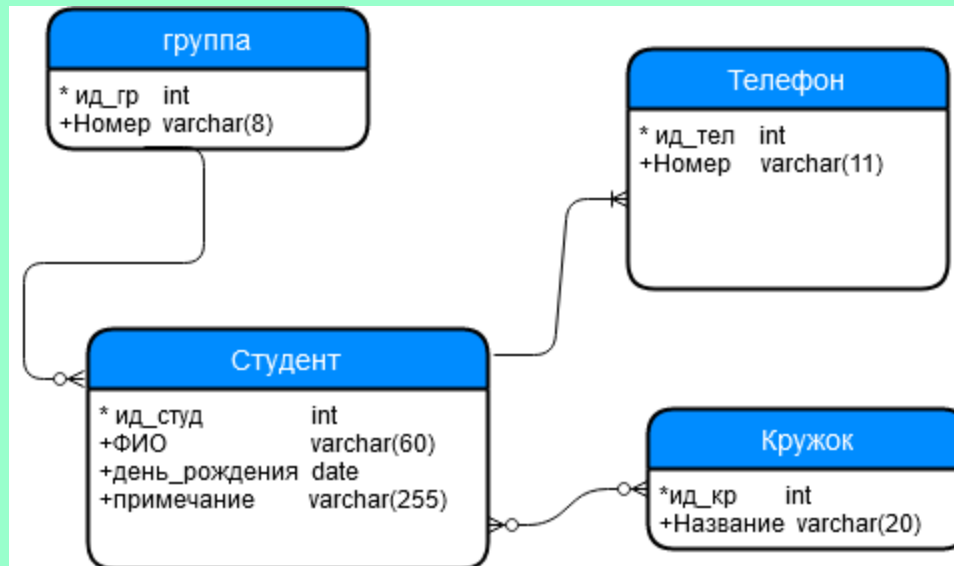 группа
* ид_гр int
+Номер varchar(8)
Телефон
* ид_тел int
+Номер varchar(11)
Студент
* ид_студ int
+ФИО varchar(60)
+день_рождения date
+примечание varchar(255)
Кружок
*ид_кр int
+Название varchar(20)